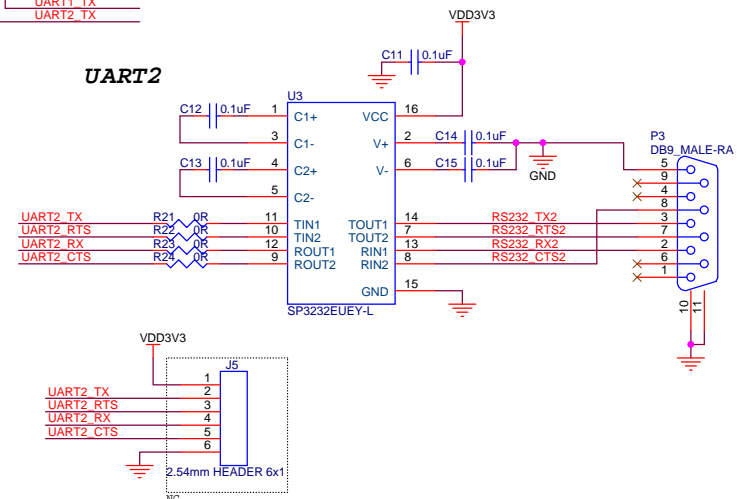 UART1_TX
UART2_TX
UART2
VDD3V3
C11 0.1uF
U3
C12 0.1uF 1 C1+ VCC 16
3 C1- V+ 2 C14 0.1uF
C13 0.1uF 4 C2+ V- 6 C15 0.1uF
5 C2-
GND
P3
DB9_MALE-RA
5
9
4
8
3
7
2
6
1
10
11
UART2_TX R21 0R 11 TIN1 TOUT1 14 RS232_TX2
UART2_RTS R22 0R 10 TIN2 TOUT2 7 RS232_RTS2
UART2_RX R23 0R 12 ROUT1 RIN1 13 RS232_RX2
UART2_CTS R24 0R 9 ROUT2 RIN2 8 RS232_CTS2
GND 15
SP3232EUEY-L
VDD3V3
J5
1
UART2_TX 2
UART2_RTS 3
UART2_RX 4
UART2_CTS 5
6
2.54mm HEADER 6x1
NC